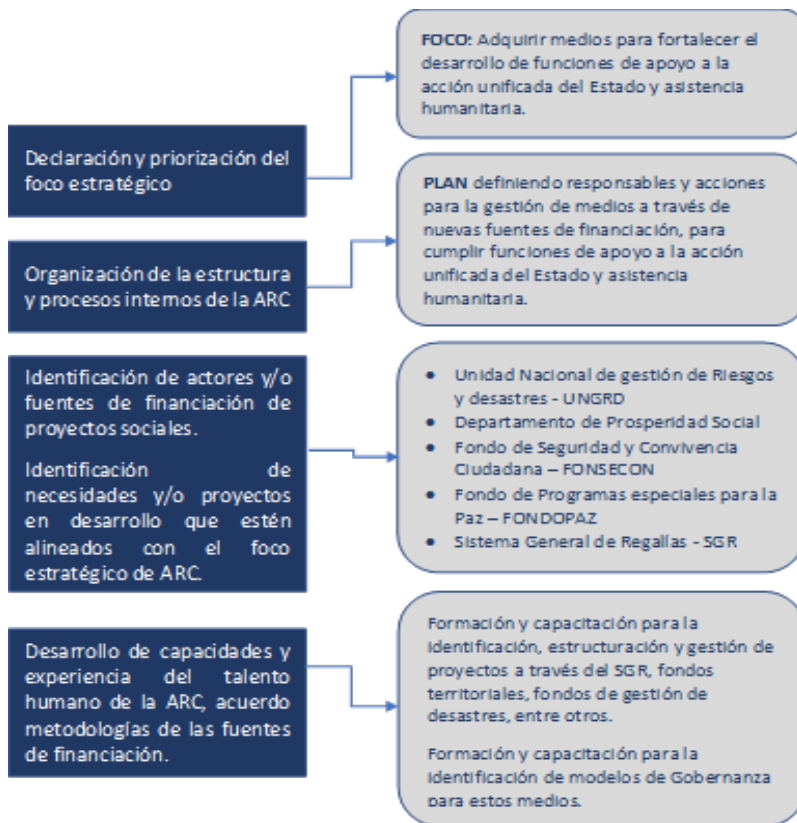 Declaración y priorización del
foco estratégico
FOCO: Adquirir medios para fortalecer el
desarrollo de funciones de apoyo a la
acción unificada del Estado y asistencia
humanitaria.
Organización de la estructura
y procesos internos de la ARC
PLAN definiendo responsables y acciones
para la gestión de medios a través de
nuevas fuentes de financiación, para
cumplir funciones de apoyo a la acción
unificada del Estado y asistencia
humanitaria.
Identificación de actores y/o
fuentes de financiación de
proyectos sociales.
Identificación de
necesidades y/o proyectos
en desarrollo que estén
alineados con el foco
estratégico de ARC.
• Unidad Nacional de gestión de Riesgos
y desastres - UNGRD
• Departamento de Prosperidad Social
• Fondo de Seguridad y Convivencia
Ciudadana – FONSECON
• Fondo de Programas especiales para la
Paz – FONDOPAZ
• Sistema General de Regalías - SGR
Desarrollo de capacidades y
experiencia del talento
humano de la ARC, acuerdo
metodologías de las fuentes
de financiación.
Formación y capacitación para la
identificación, estructuración y gestión de
proyectos a través del SGR, fondos
territoriales, fondos de gestión de
desastres, entre otros.
Formación y capacitación para la
identificación de modelos de Gobernanza
para estos medios.